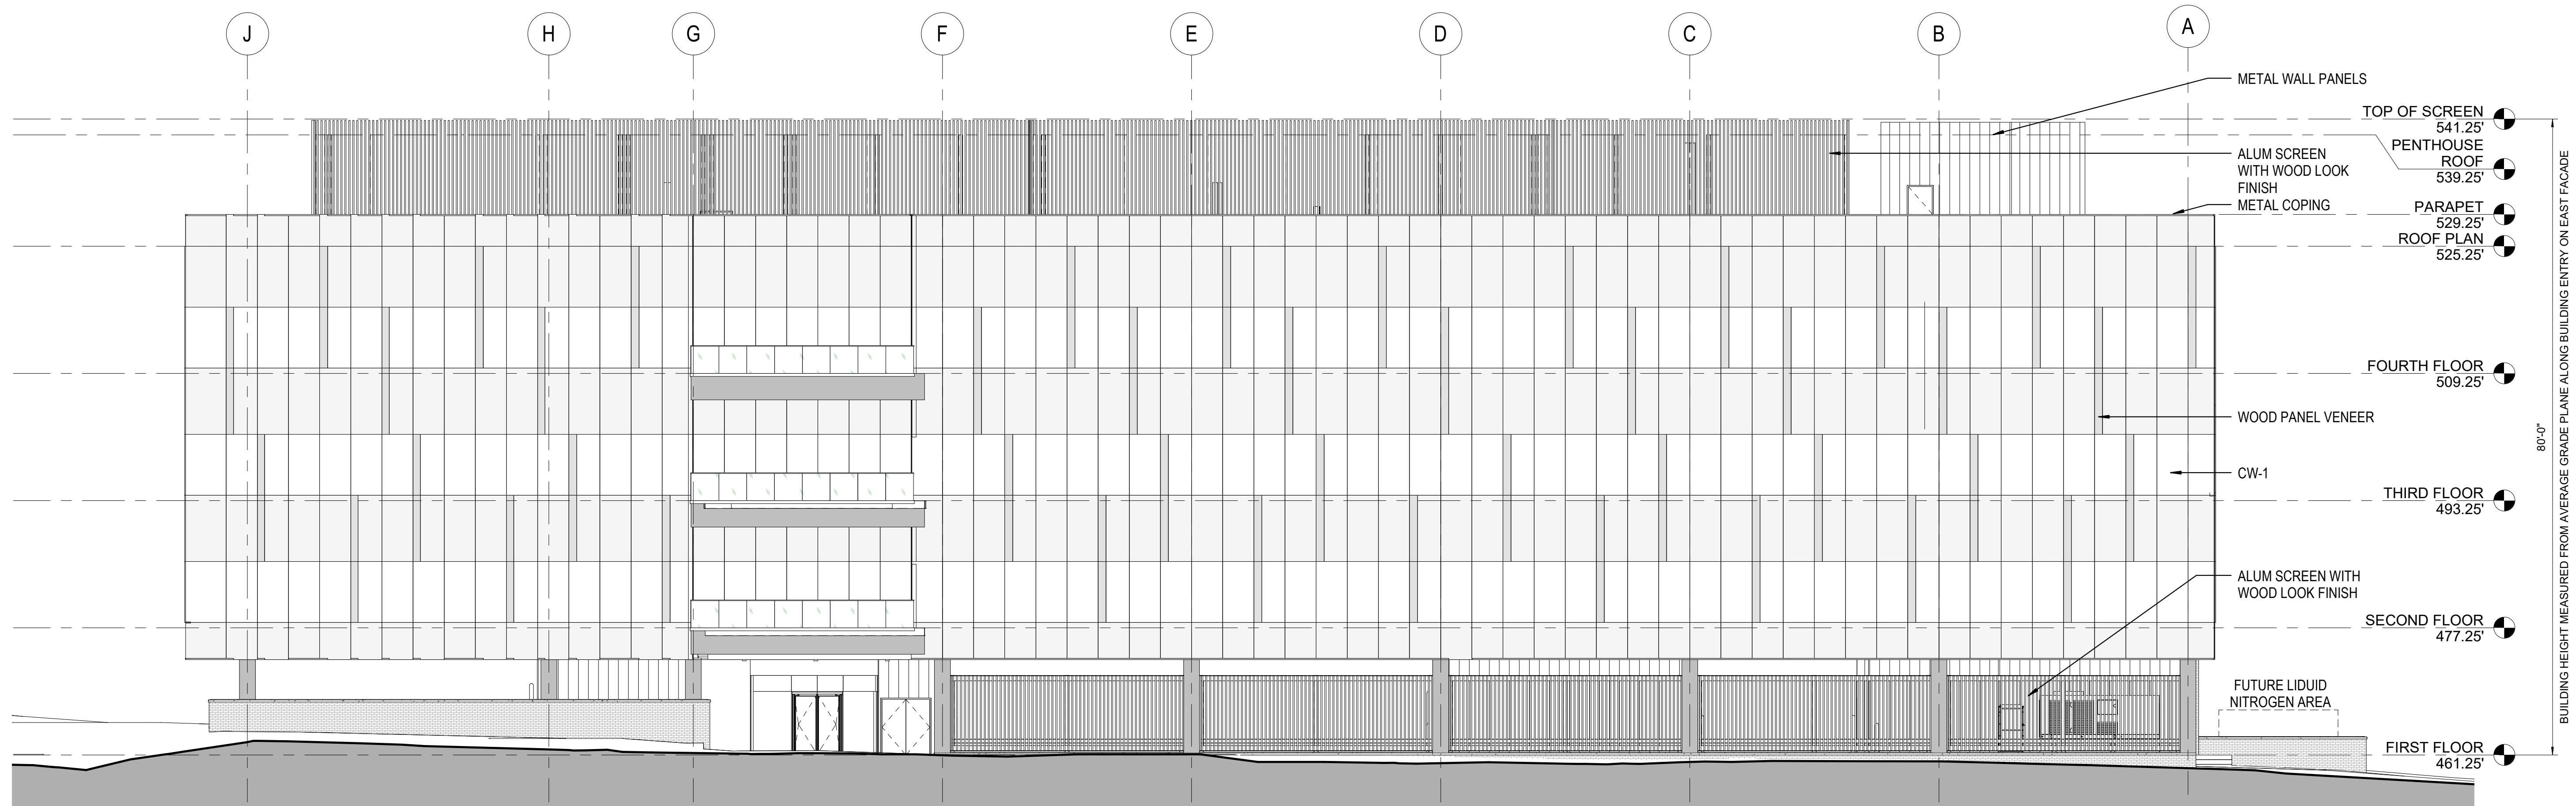 J
H
G
F
E
D
C
B
A
METAL WALL PANELS
TOP OF SCREEN
541.25'
PENTHOUSE
ROOF
539.25'
ALUM SCREEN
WITH WOOD LOOK
FINISH
METAL COPING
PARAPET
529.25'
ROOF PLAN
525.25'
FOURTH FLOOR
509.25'
WOOD PANEL VENEER
CW-1
THIRD FLOOR
493.25'
ALUM SCREEN WITH
WOOD LOOK FINISH
SECOND FLOOR
477.25'
FUTURE LIDUID
NITROGEN AREA
FIRST FLOOR
461.25'
80'-0"
BUILDING HEIGHT MEASURED FROM AVERAGE GRADE PLANE ALONG BUILDING ENTRY ON EAST FACADE